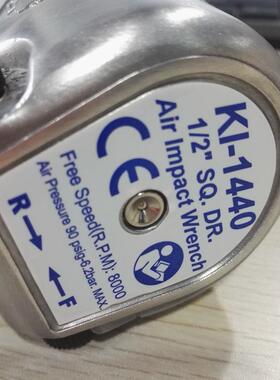 KI-1440
1/2" SQ. DR.
Air Impact Wrench
CE
Free Speed(R.P.M): 8000
Air Pressure 90 psig-6.2bar. MAX.
R
F